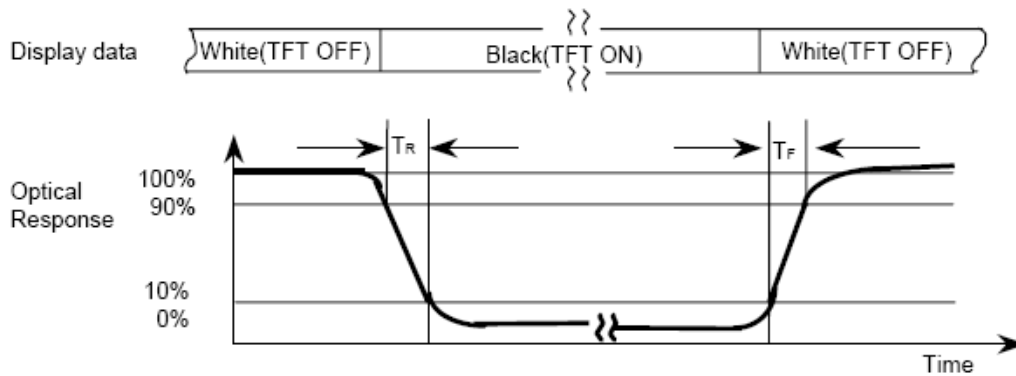 Display data
White(TFT OFF)
Black(TFT ON)
White(TFT OFF)
TR
TF
Optical
Response
100%
90%
10%
0%
Time